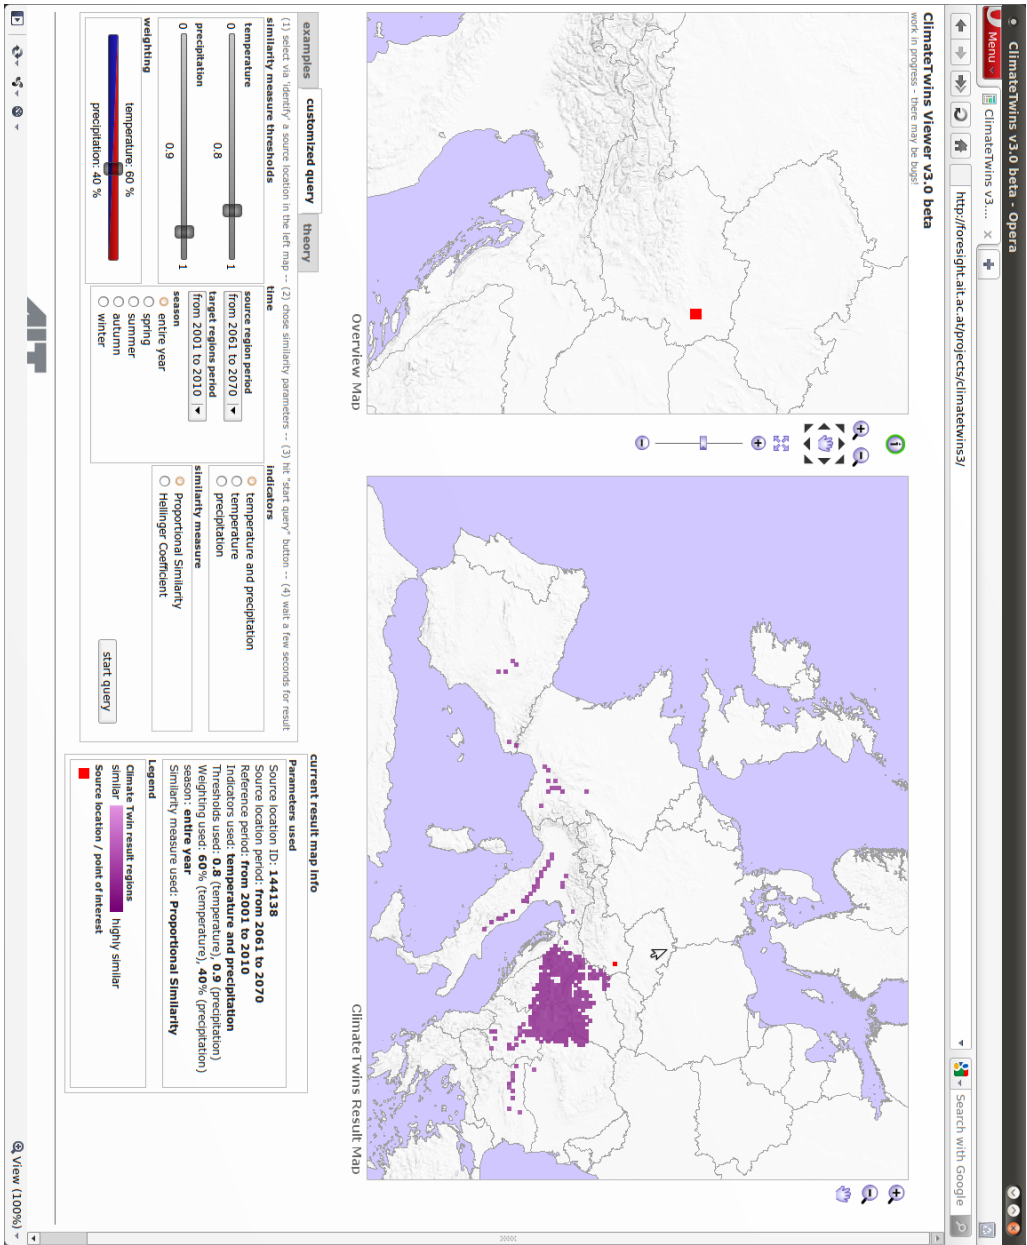 ClimateTwins v3.0 beta - Opera
Menu
ClimateTwins v3....
http://foresight.ait.ac.at/projects/climatetwins3/
Search with Google
ClimateTwins Viewer v3.0 beta
work in progress - there may be bugs!
Overview Map
ClimateTwins Result Map
examples
customized query
theory
(1) select via 'identify' a source location in the left map -- (2) chose similarity parameters -- (3) hit "start query" button -- (4) wait a few seconds for result
similarity measure thresholds
temperature
0
0.8
1
precipitation
0
0.9
1
weighting
temperature: 60 %
precipitation: 40 %
time
source region period
from 2061 to 2070
target regions period
from 2001 to 2010
season
entire year
spring
summer
autumn
winter
indicators
temperature and precipitation
temperature
precipitation
similarity measure
Proportional Similarity
Hellinger Coefficient
start query
current result map info
Parameters used
Source location ID: 144138
Source location period: from 2061 to 2070
Reference period: from 2001 to 2010
Indicators used: temperature and precipitation
Thresholds used: 0.8 (temperature), 0.9 (precipitation)
Weighting used: 60% (temperature), 40% (precipitation)
season: entire year
Similarity measure used: Proportional Similarity
Legend
Climate Twin result regions
similar
highly similar
Source location / point of interest
AIT
View (100%)